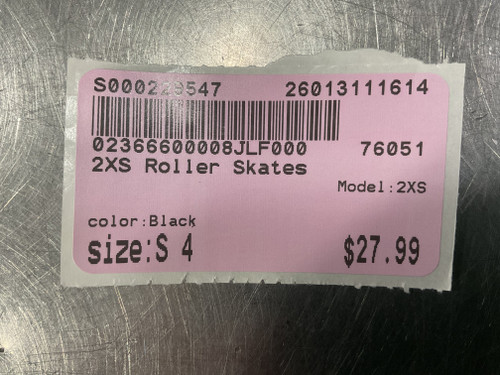 S000229547 26013111614
02366600008JLF000 76051
2XS Roller Skates
Model:2XS
color:Black
size:S 4 $27.99